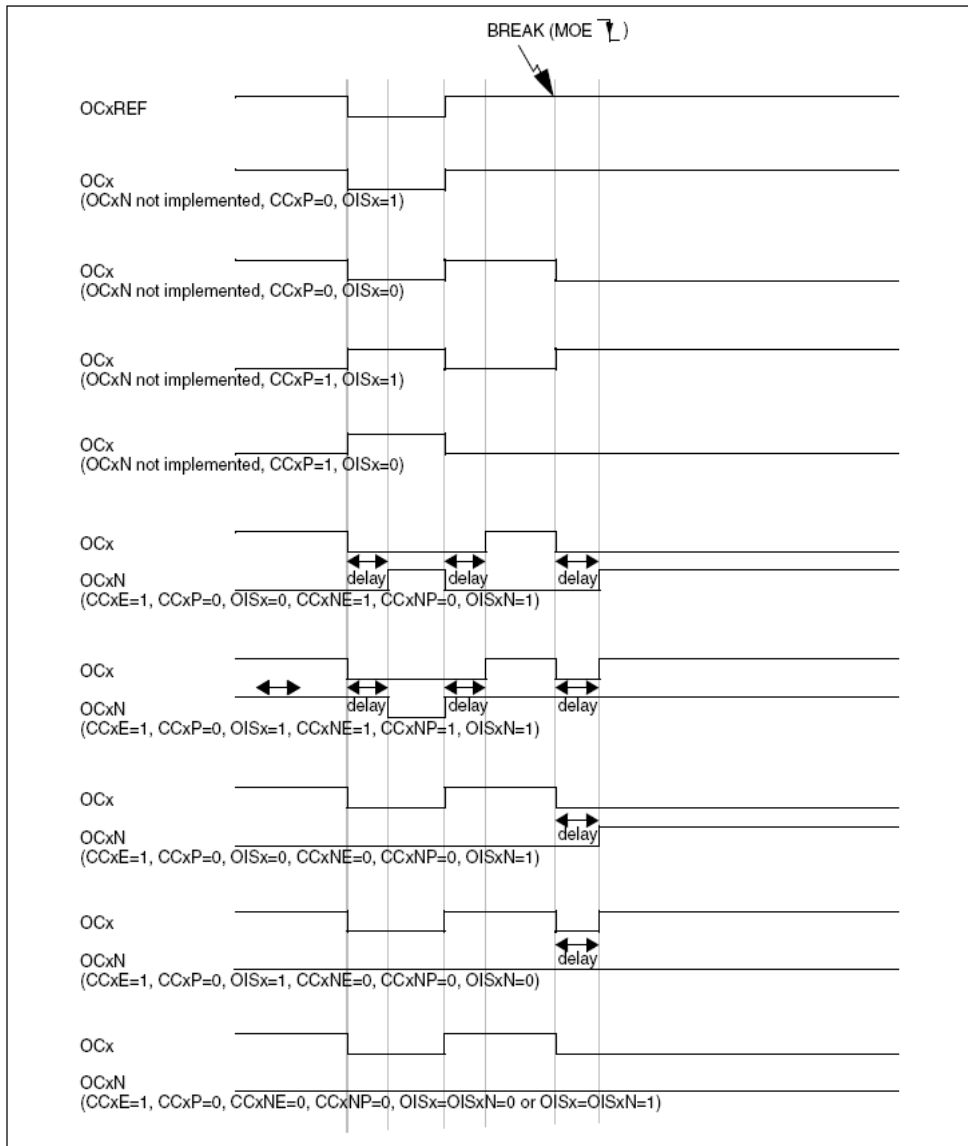 BREAK (MOE )
OCxREF
OCx
(OCxN not implemented, CCxP=0, OISx=1)
OCx
(OCxN not implemented, CCxP=0, OISx=0)
OCx
(OCxN not implemented, CCxP=1, OISx=1)
OCx
(OCxN not implemented, CCxP=1, OISx=0)
OCx
delay delay delay
OCxN
(CCxE=1, CCxP=0, OISx=0, CCxNE=1, CCxNP=0, OISxN=1)
OCx
delay delay delay
OCxN
(CCxE=1, CCxP=0, OISx=1, CCxNE=1, CCxNP=1, OISxN=1)
OCx
OCxN delay
(CCxE=1, CCxP=0, OISx=0, CCxNE=0, CCxNP=0, OISxN=1)
OCx
OCxN delay
(CCxE=1, CCxP=0, OISx=1, CCxNE=0, CCxNP=0, OISxN=0)
OCx
OCxN
(CCxE=1, CCxP=0, CCxNE=0, CCxNP=0, OISx=OISxN=0 or OISx=OISxN=1)